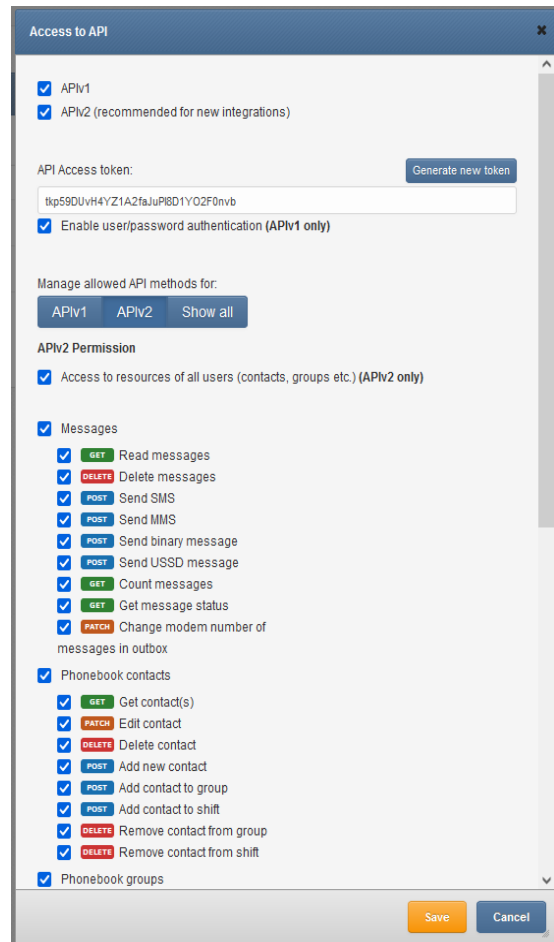 Access to API
APIv1
APIv2 (recommended for new integrations)
API Access token:
Generate new token
tkp59DUvH4YZ1A2faJuPl8D1YO2F0nvb
Enable user/password authentication (APIv1 only)
Manage allowed API methods for:
APIv1 APIv2 Show all
APIv2 Permission
Access to resources of all users (contacts, groups etc.) (APIv2 only)
Messages
GET Read messages
DELETE Delete messages
POST Send SMS
POST Send MMS
POST Send binary message
POST Send USSD message
GET Count messages
GET Get message status
PATCH Change modem number of
messages in outbox
Phonebook contacts
GET Get contact(s)
PATCH Edit contact
DELETE Delete contact
POST Add new contact
POST Add contact to group
POST Add contact to shift
DELETE Remove contact from group
DELETE Remove contact from shift
Phonebook groups
Save Cancel